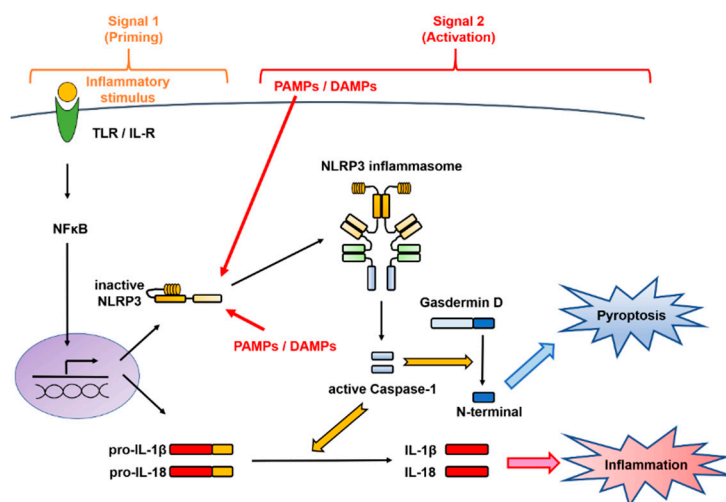 Signal 1
(Priming)
Signal 2
(Activation)
Inflammatory
stimulus
PAMPs / DAMPs
TLR / IL-R
NLRP3 inflammasome
NFκB
inactive
NLRP3
Gasdermin D
Pyroptosis
PAMPs / DAMPs
active Caspase-1
N-terminal
pro-IL-1β
IL-1β
pro-IL-18
IL-18
Inflammation